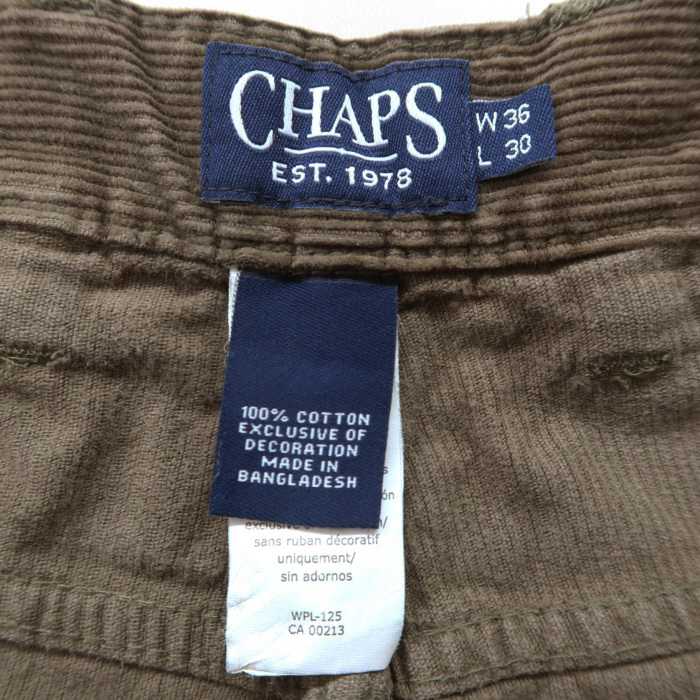 CHAPS
EST. 1978
W 36
L 30
100% COTTON
EXCLUSIVE OF
DECORATION
MADE IN
BANGLADESH
sans ruban décoratif
uniquement/
sin adornos
WPL-125
CA 00213